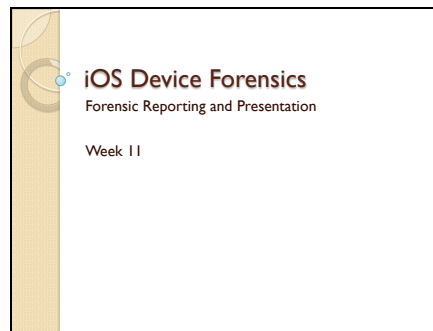 iOS Device Forensics
Forensic Reporting and Presentation
Week 11